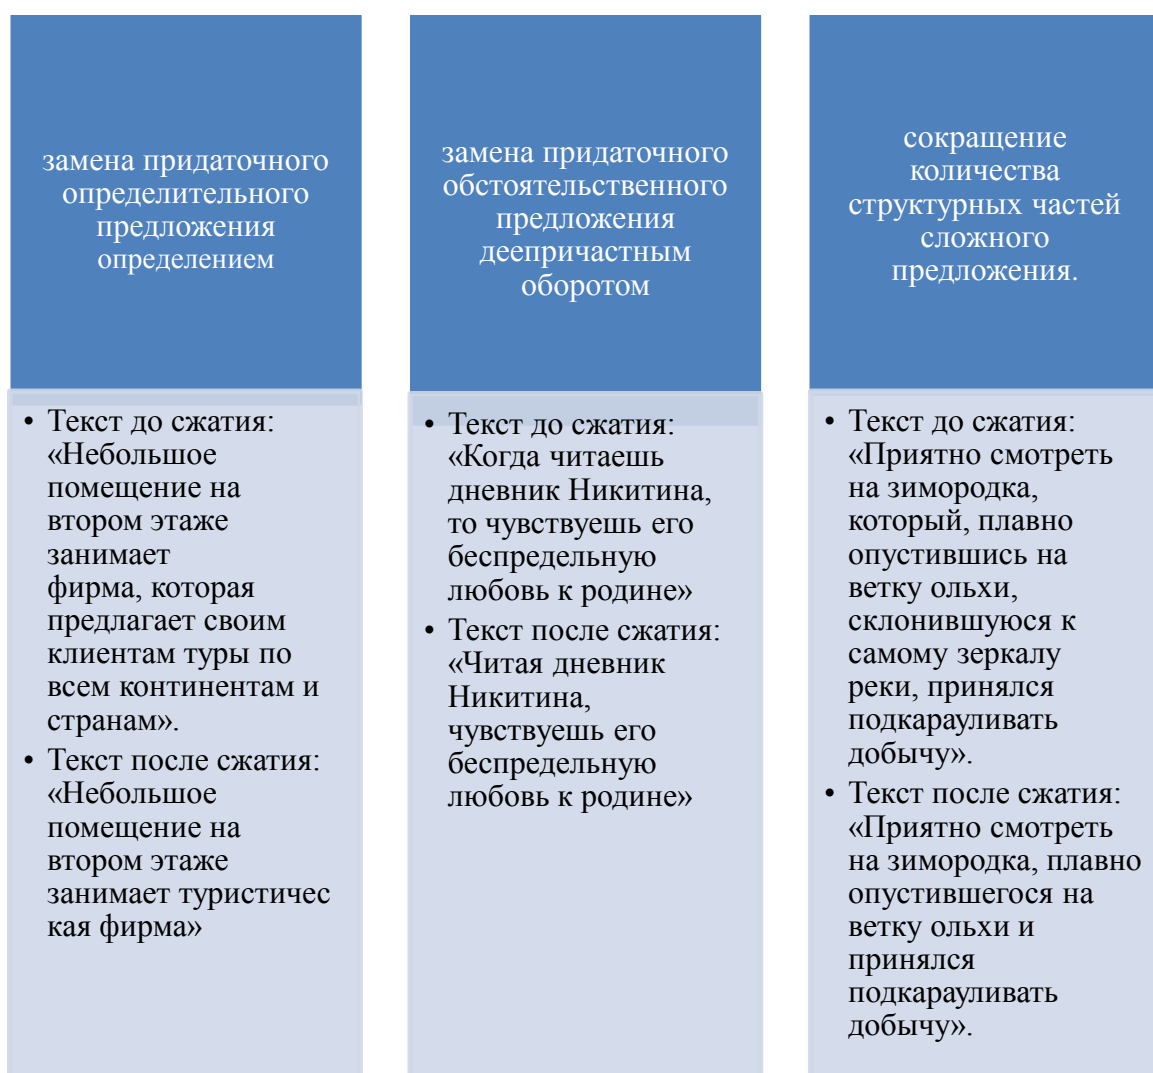 замена придаточного
определительного
предложения
определением
• Текст до сжатия:
«Небольшое
помещение на
втором этаже
занимает
фирма, которая
предлагает своим
клиентам туры по
всем континентам и
странам».
• Текст после сжатия:
«Небольшое
помещение на
втором этаже
занимает туристичес
кая фирма»
замена придаточного
обстоятельственного
предложения
деепричастным
оборотом
• Текст до сжатия:
«Когда читаешь
дневник Никитина,
то чувствуешь его
беспредельную
любовь к родине»
• Текст после сжатия:
«Читая дневник
Никитина,
чувствуешь его
беспредельную
любовь к родине»
сокращение
количества
структурных частей
сложного
предложения.
• Текст до сжатия:
«Приятно смотреть
на зимородка,
который, плавно
опустившись на
ветку ольхи,
склонившуюся к
самому зеркалу
реки, принялся
подкарауливать
добычу».
• Текст после сжатия:
«Приятно смотреть
на зимородка, плавно
опустившегося на
ветку ольхи и
принялся
подкарауливать
добычу».